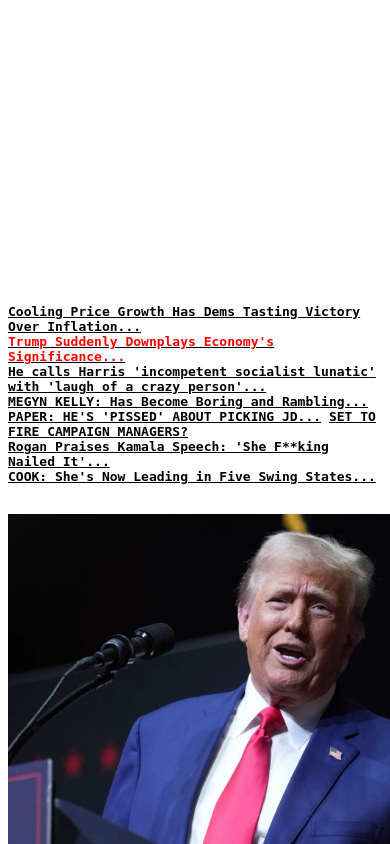 Cooling Price Growth Has Dems Tasting Victory
Over Inflation...
Trump Suddenly Downplays Economy's
Significance...
He calls Harris 'incompetent socialist lunatic'
with 'laugh of a crazy person'...
MEGYN KELLY: Has Become Boring and Rambling...
PAPER: HE'S 'PISSED' ABOUT PICKING JD... SET TO
FIRE CAMPAIGN MANAGERS?
Rogan Praises Kamala Speech: 'She F**king
Nailed It'...
COOK: She's Now Leading in Five Swing States...